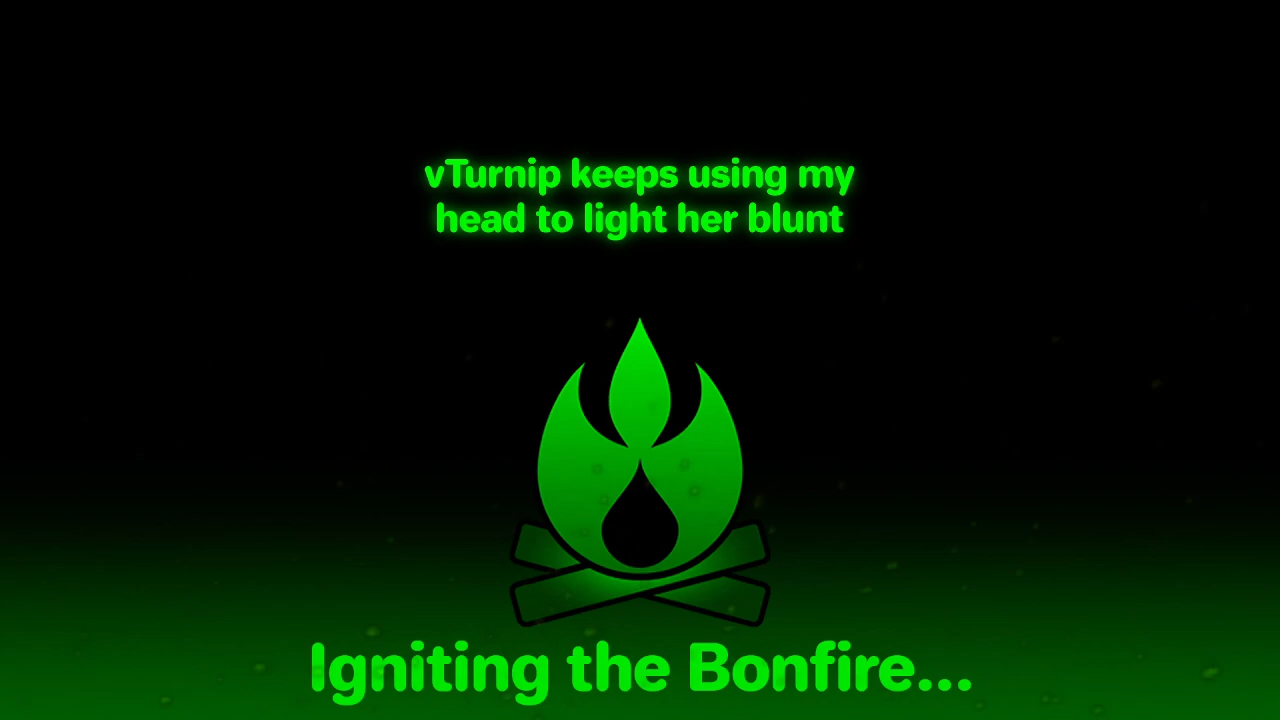 vTurnip keeps using my
head to light her blunt
Igniting the Bonfire...